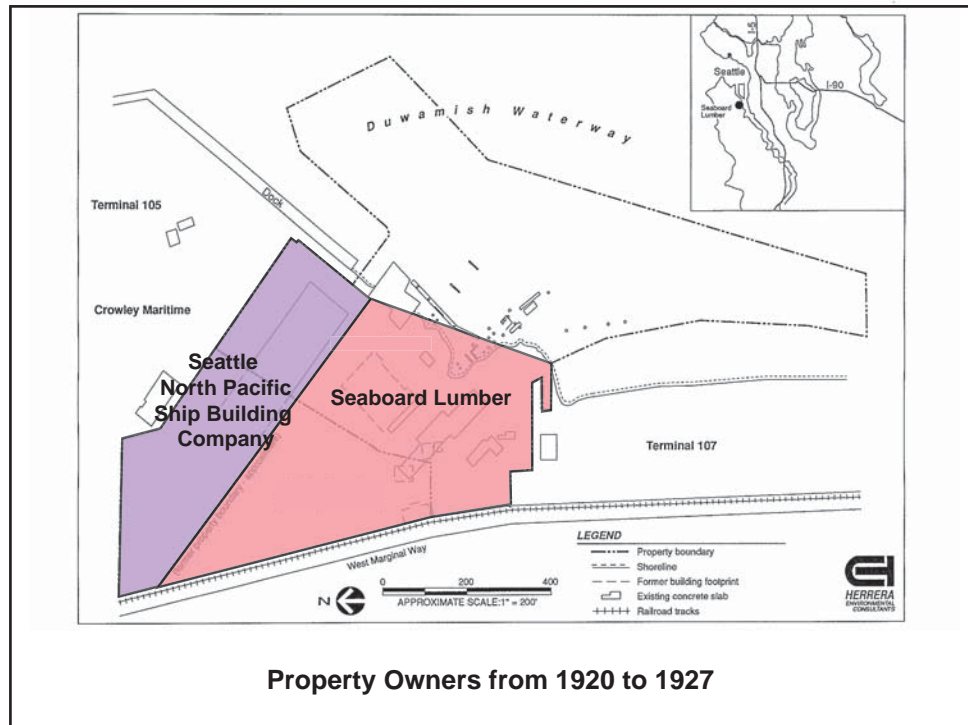 I-5
Seattle
I-90
Seaboard
Lumber
Duwamish Waterway
Dock
Terminal 105
Crowley Maritime
Seattle
North Pacific
Ship Building
Company
Seaboard Lumber
property boundary
Terminal 107
West Marginal Way
N
0 200 400
APPROXIMATE SCALE:1" = 200'
LEGEND
Property boundary
Shoreline
Former building footprint
Existing concrete slab
Railroad tracks
HERRERA
ENVIRONMENTAL
CONSULTANTS
Property Owners from 1920 to 1927